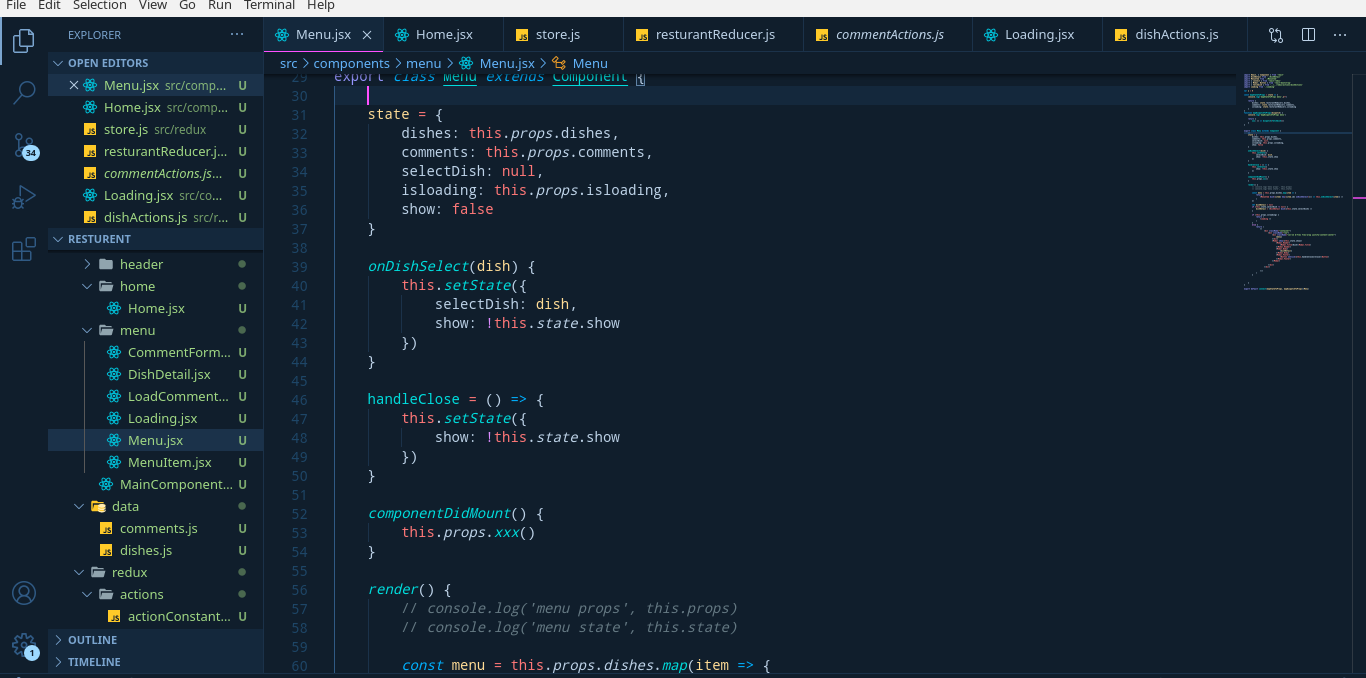 File Edit Selection View Go Run Terminal Help
EXPLORER ...
Menu.jsx Home.jsx store.js resturantReducer.js commentActions.js Loading.jsx dishActions.js ...
OPEN EDITORS
Menu.jsx src/comp... U
Home.jsx src/comp... U
store.js src/redux U
resturantReducer.j... U
commentActions.js... U
Loading.jsx src/co... U
dishActions.js src/r... U
RESTURENT
header
home
Home.jsx U
menu
CommentForm... U
DishDetail.jsx U
LoadComment... U
Loading.jsx U
Menu.jsx U
MenuItem.jsx U
MainComponent... U
data
comments.js U
dishes.js U
redux
actions
actionConstant... U
OUTLINE
TIMELINE
34
1
src > components > menu > Menu.jsx > Menu
29 export class Menu extends Component {
30
31 state = {
32 dishes: this.props.dishes,
33 comments: this.props.comments,
34 selectDish: null,
35 isloading: this.props.isloading,
36 show: false
37 }
38
39 onDishSelect(dish) {
40 this.setState({
41 selectDish: dish,
42 show: !this.state.show
43 })
44 }
45
46 handleClose = () => {
47 this.setState({
48 show: !this.state.show
49 })
50 }
51
52 componentDidMount() {
53 this.props.xxx()
54 }
55
56 render() {
57 // console.log('menu props', this.props)
58 // console.log('menu state', this.state)
59
60 const menu = this.props.dishes.map(item => {